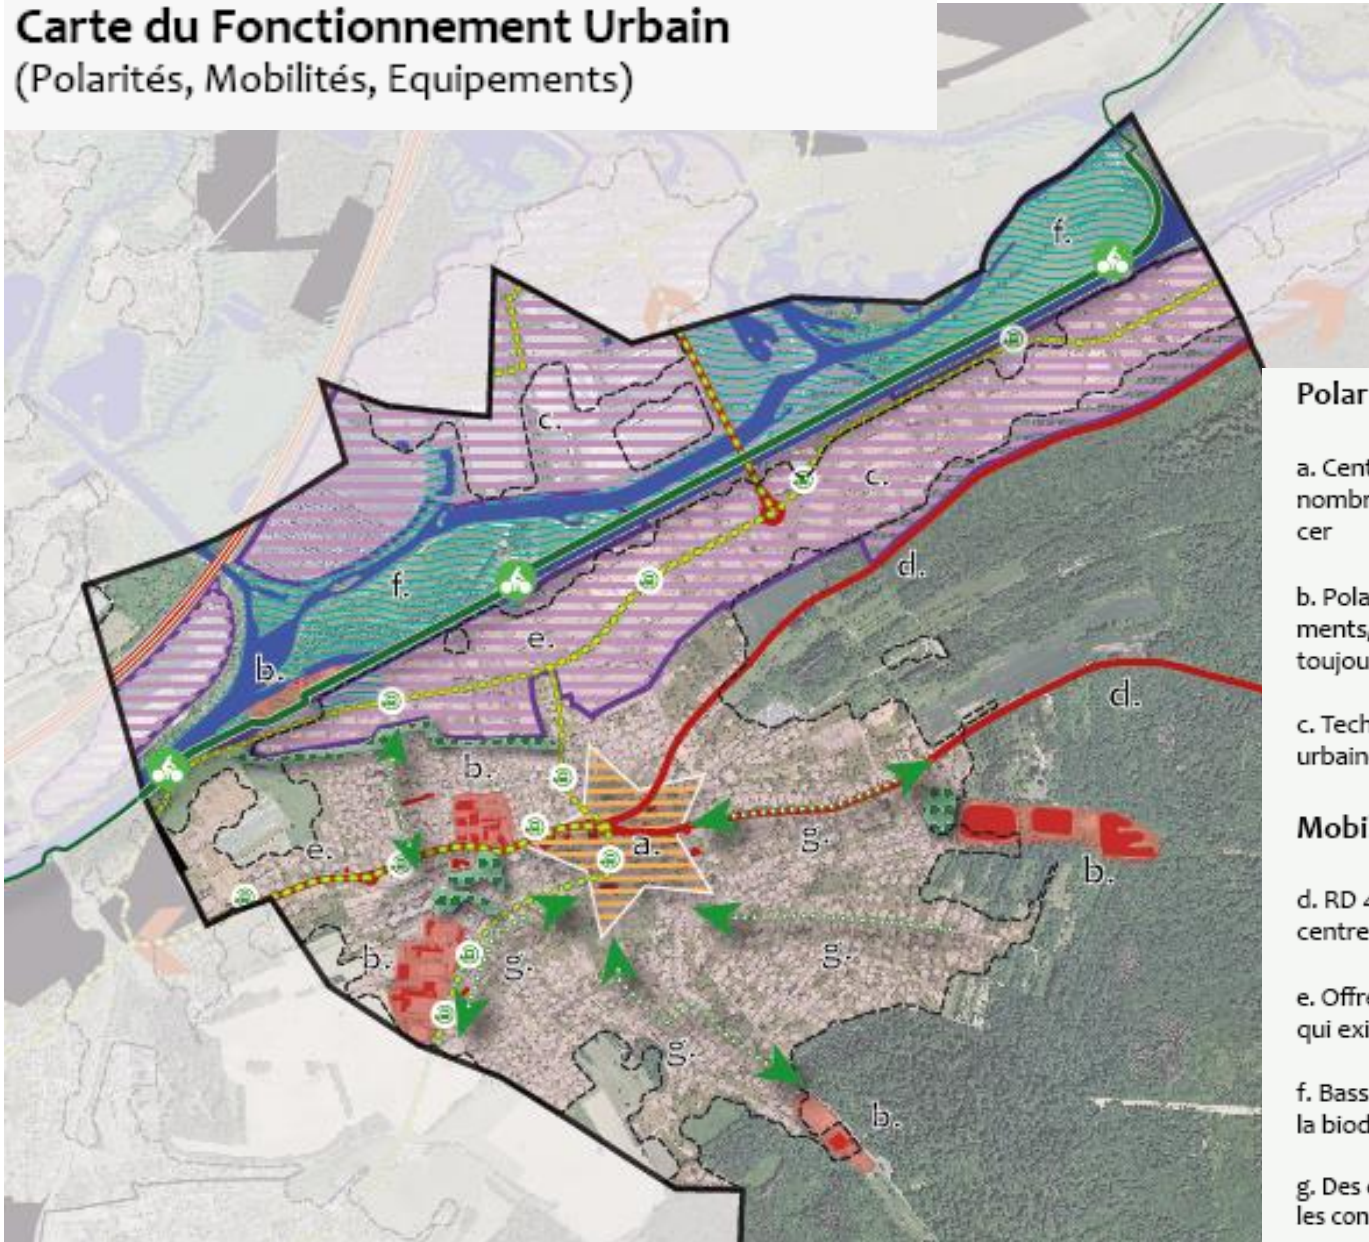 Carte du Fonctionnement Urbain
(Polarités, Mobilités, Equipements)
f.
c.
c.
d.
f.
e.
b.
d.
b.
e.
a.
g.
b.
b.
g.
g.
g.
b.
Polar
a. Cent
nombr
cer
b. Pola
ments,
toujou
c. Tech
urbain
Mobi
d. RD 4
centre
e. Offre
qui exi
f. Bass
la biod
g. Des
les con